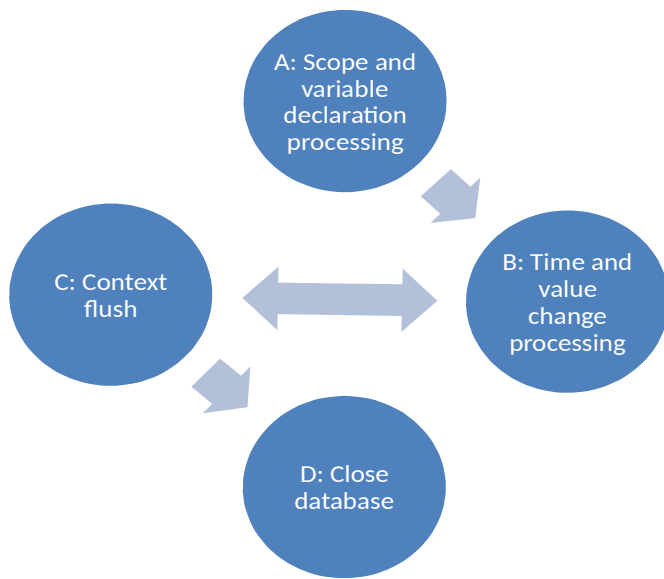 A: Scope and
variable
declaration
processing
C: Context
flush
B: Time and
value
change
processing
D: Close
database